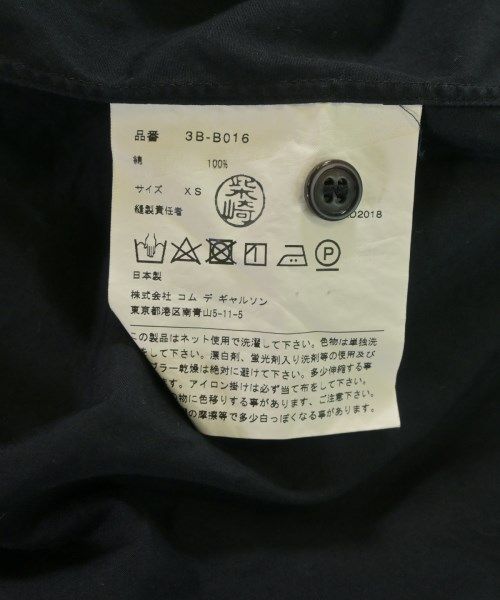 品番 3B-B016
綿 100%
サイズ XS
縫製責任者
柴崎
D2018
P
日本製
株式会社 コム デ ギャルソン
東京都港区南青山5-11-5
この製品はネット使用で洗濯して下さい。色物は単独洗
をして下さい。漂白剤、蛍光剤入り洗剤等の使用及び
ブラー乾燥は絶対に避けて下さい。多少伸縮する事
ます。アイロン掛けは必ず当て布をして下さい。
物に色移りする事があります、ご注意下さい。
の摩擦等で多少白っぽくなる事があります。